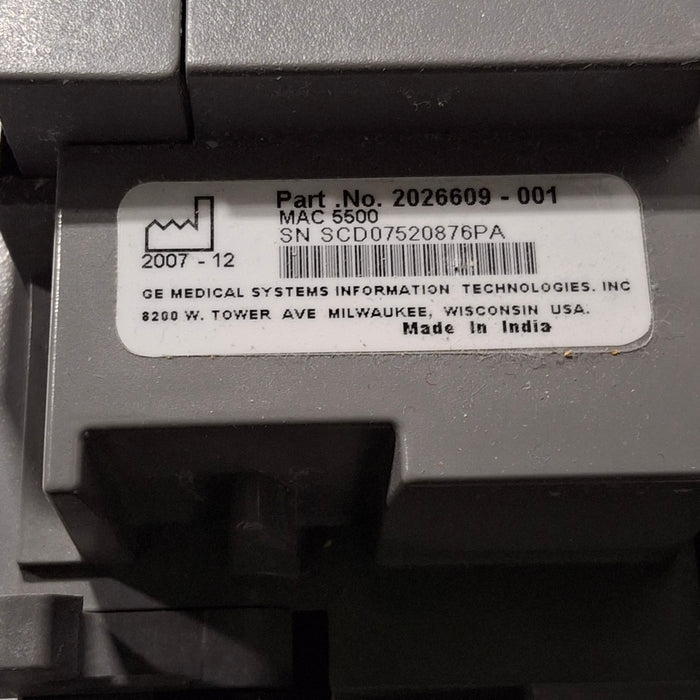 Part .No. 2026609 - 001
MAC 5500
SN SCD07520876PA
2007 - 12
GE MEDICAL SYSTEMS INFORMATION TECHNOLOGIES. INC
8200 W. TOWER AVE MILWAUKEE, WISCONSIN USA.
Made In India